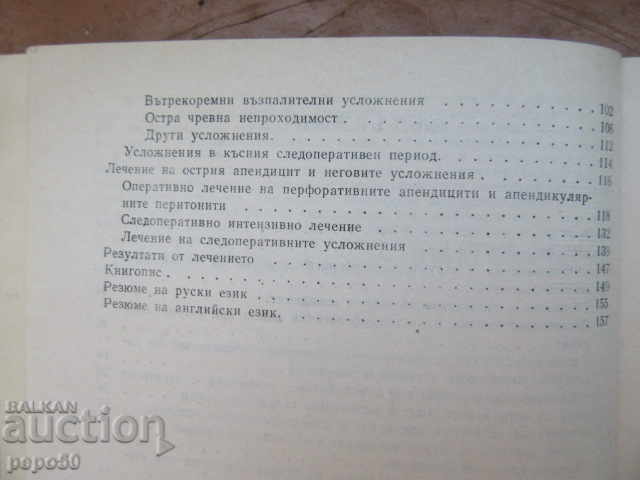 Вътрекоремни възпалителни усложнения . . . . . . . . . . 102
Остра чревна непроходимост . . . . . . . . . . . . . . 106
Други усложнения. . . . . . . . . . . . . . . . . . 112
Усложнения в късния следоперативен период. . . . . . . . . . 114
Лечение на острия апендицит и неговите усложнения . . . . . . . . 116
Оперативно лечение на перфоративните апендицити и апендикуляр-
ните перитонити . . . . . . . . . . . . . . . . . . 118
Следоперативно интензивно лечение . . . . . . . . . . . . 132
Лечение на следоперативните усложнения . . . . . . . . . . 139
Резултати от лечението . . . . . . . . . . . . . . . . 147
Книгопис. . . . . . . . . . . . . . . . . . . . . 149
Резюме на руски език . . . . . . . . . . . . . . . . . 155
Резюме на английски език. . . . . . . . . . . . . . . . 157
BALKAN
auction
popo50